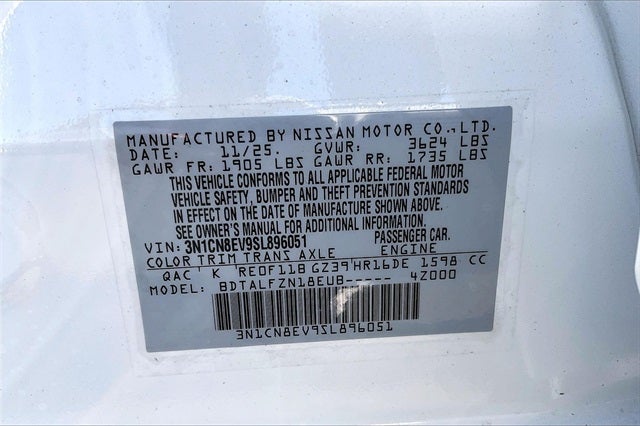 MANUFACTURED BY NISSAN MOTOR CO., LTD.
DATE: 11/25. GVWR: 3624 LBS
GAWR FR: 1905 LBS GAWR RR: 1735 LBS
THIS VEHICLE CONFORMS TO ALL APPLICABLE FEDERAL MOTOR
VEHICLE SAFETY, BUMPER AND THEFT PREVENTION STANDARDS
IN EFFECT ON THE DATE OF MANUFACTURE SHOWN ABOVE.
SEE OWNER'S MANUAL FOR ADDITIONAL INFORMATION.
VIN: 3N1CN8EV9SL896051 PASSENGER CAR.
COLOR TRIM TRANS AXLE ENGINE
QAC K RE0F11B GZ39 HR16DE 1598 CC
MODEL: BDTALFZN18EUB----- 4Z000
3N1CN8EV9SL896051